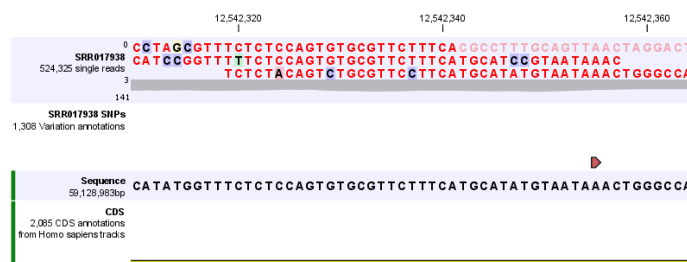 12,542,320 12,542,340 12,542,360
0
CCTAGCGTTTCTCTCCAGTGTGCGTTCTTTCACGCCTTTGCAGTTAACTAGGACT
SRR017938
CATCCGGTTTTTCTCCAGTGTGCGTTCTTTCATGCATCCGTAATAAAC
524,325 single reads
TCTCTACAGTCTGCGTTCCTTCATGCATATGTAATAAACTGGGCCA
3
141
SRR017938 SNPs
1,308 Variation annotations
Sequence
CATATGGTTTCTCTCCAGTGTGCGTTCTTTCATGCATATGTAATAAACTGGGCCA
59,128,983bp
CDS
2,085 CDS annotations
from Homo sapiens tracks